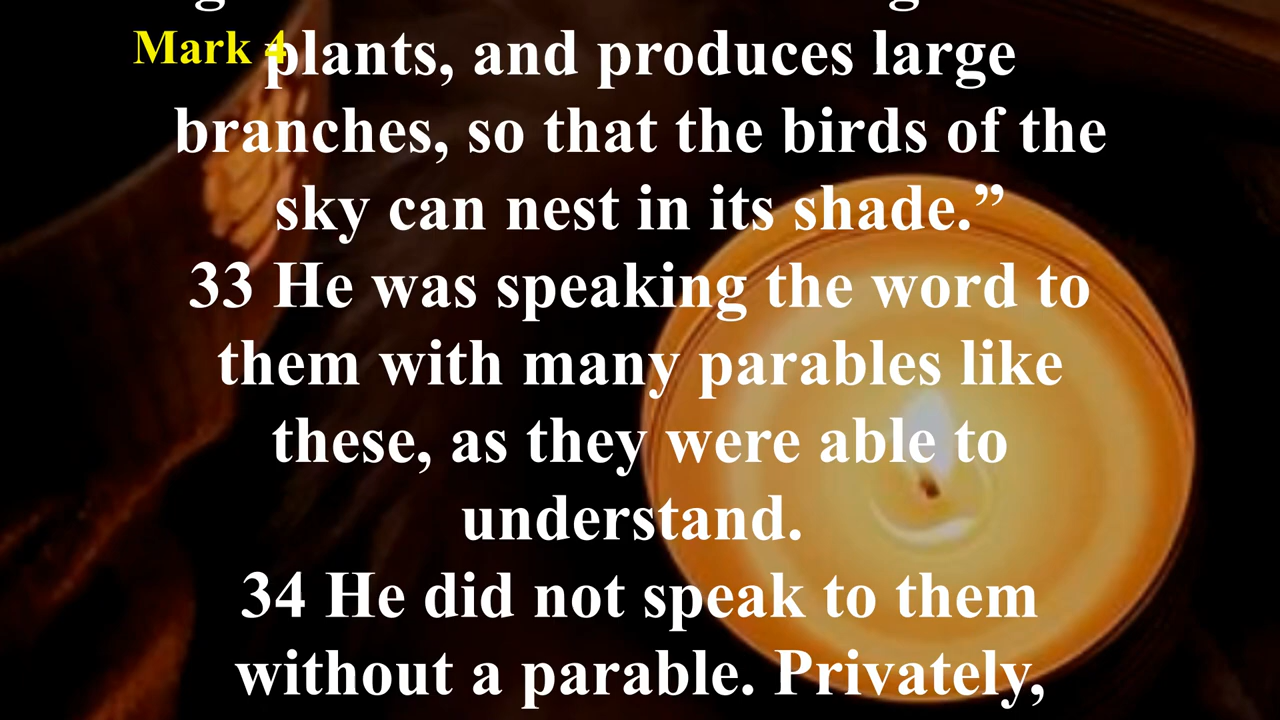 Mark 4
plants, and produces large
branches, so that the birds of the
sky can nest in its shade.”
33 He was speaking the word to
them with many parables like
these, as they were able to
understand.
34 He did not speak to them
without a parable. Privately,